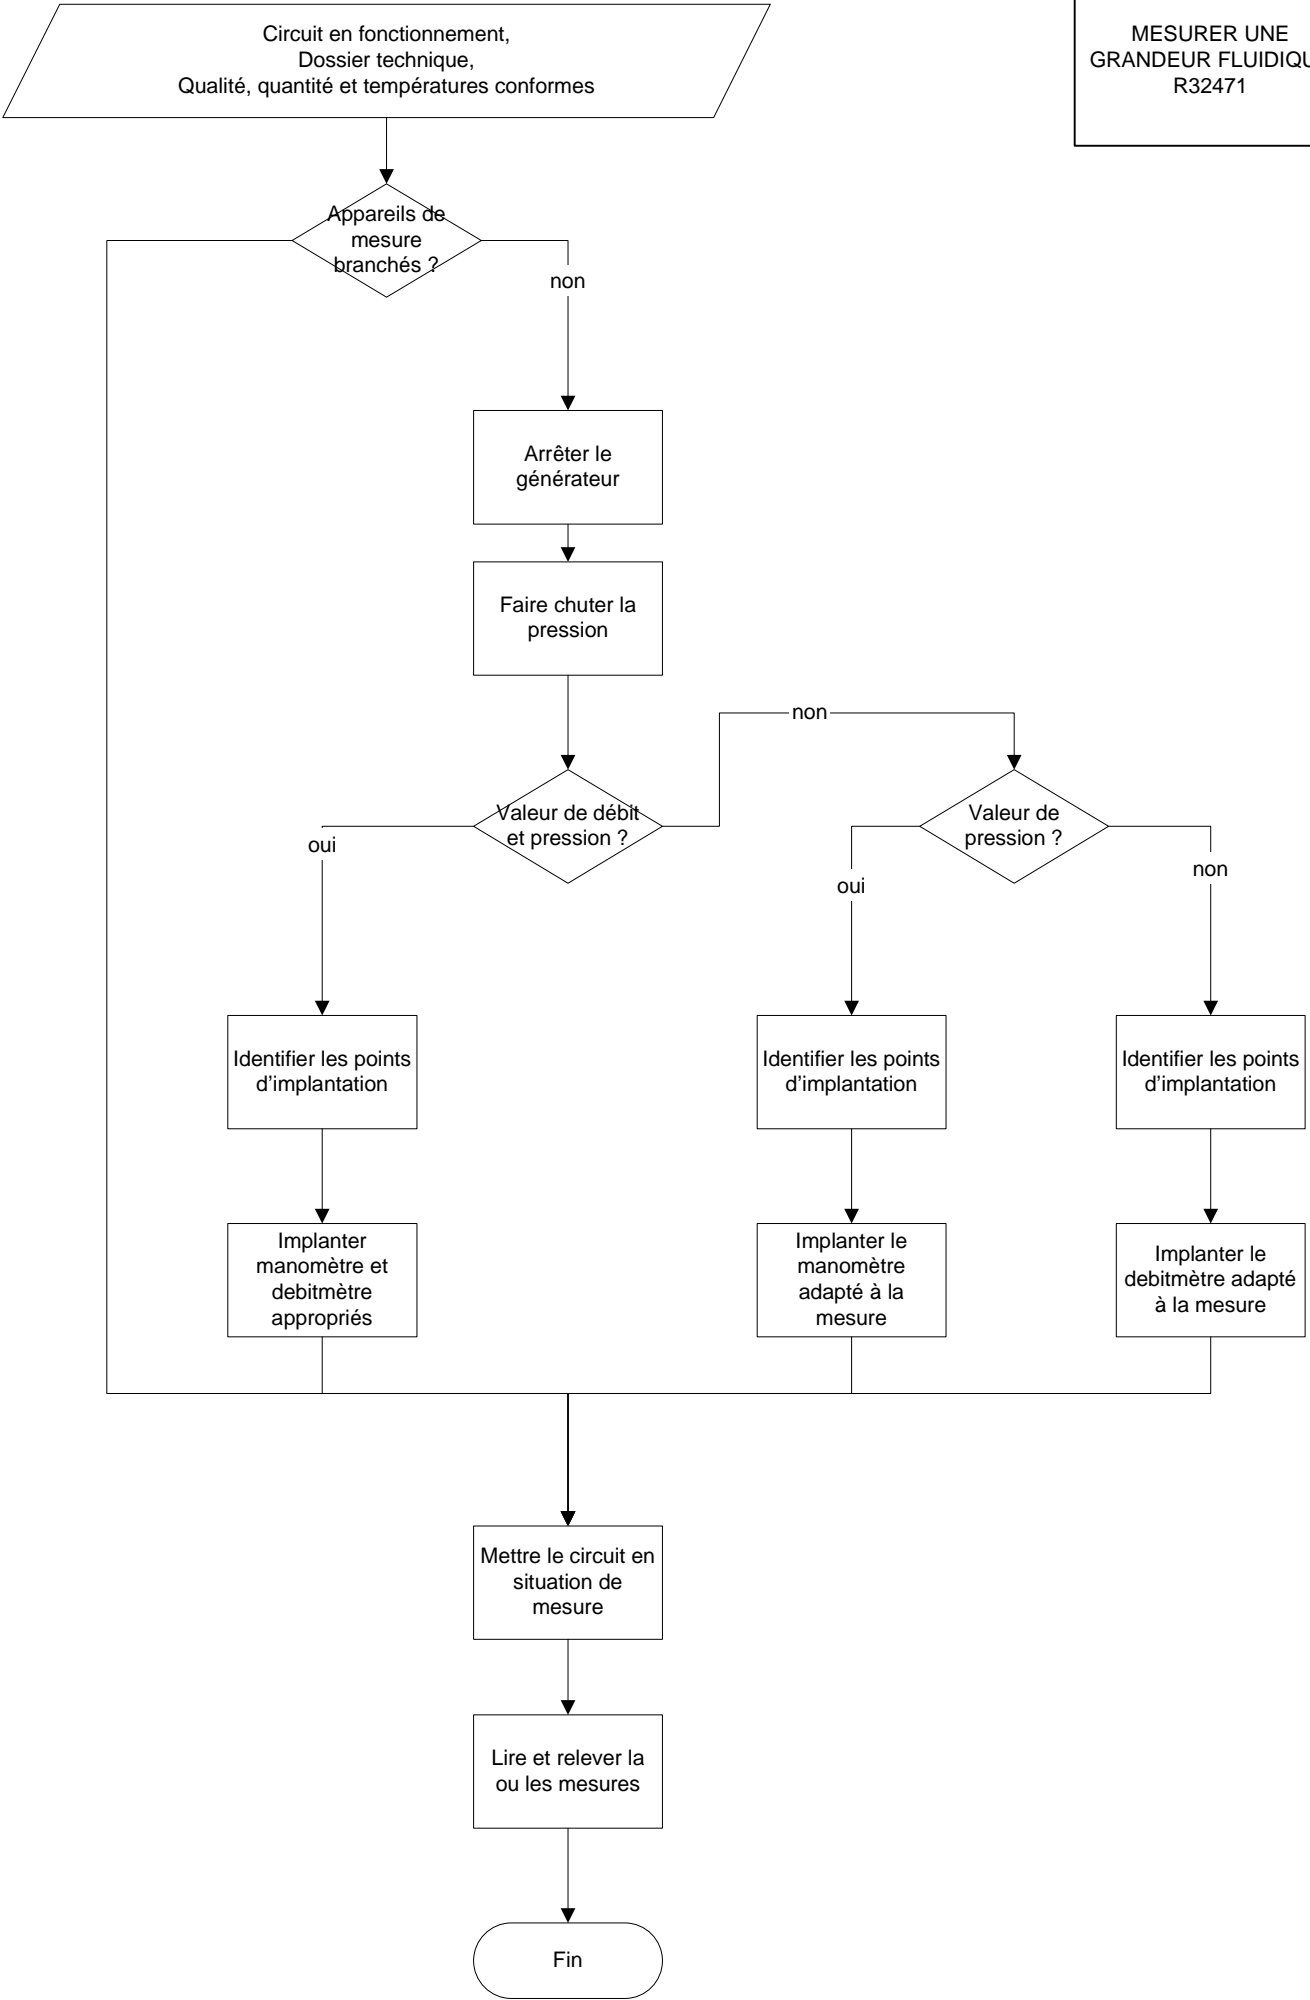 Circuit en fonctionnement,
Dossier technique,
Qualité, quantité et températures conformes
MESURER UNE
GRANDEUR
R32471
Appareils de
mesure
branchés ?
non
Arrêter le
générateur
Faire chuter la
pression
non
Valeur de débit
et pression ?
Valeur de
pression ?
oui
oui
non
Identifier les points
d'implantation
Identifier les points
d'implantation
Identifier les points
d'implantation
Implanter
manomètre et
debitmètre
appropriés
Implanter le
manomètre
adapté à la
mesure
Implanter le
debitmètre adapté
à la mesure
Mettre le circuit en
situation de
mesure
Lire et relever la
ou les mesures
Fin